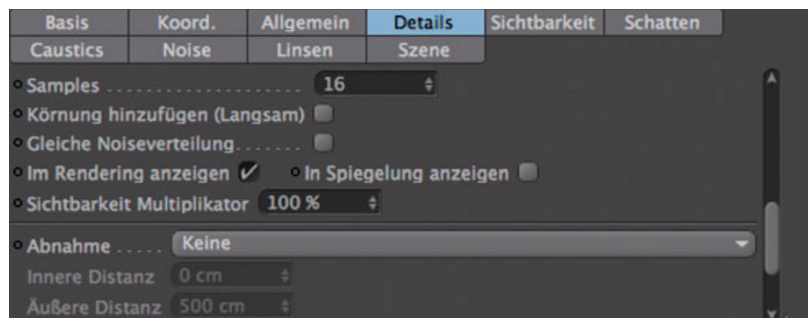 Basis Koord. Allgemein Details Sichtbarkeit Schatten
Caustics Noise Linsen Szene
Samples . . . . . . . . . . . . . . . . . . . . 16
Körnung hinzufügen (Langsam)
Gleiche Noiseverteilung. . . . . . .
Im Rendering anzeigen ✓ In Spiegelung anzeigen
Sichtbarkeit Multiplikator 100 %
Abnahme . . . . . Keine
Innere Distanz 0 cm
Äußere Distanz 500 cm